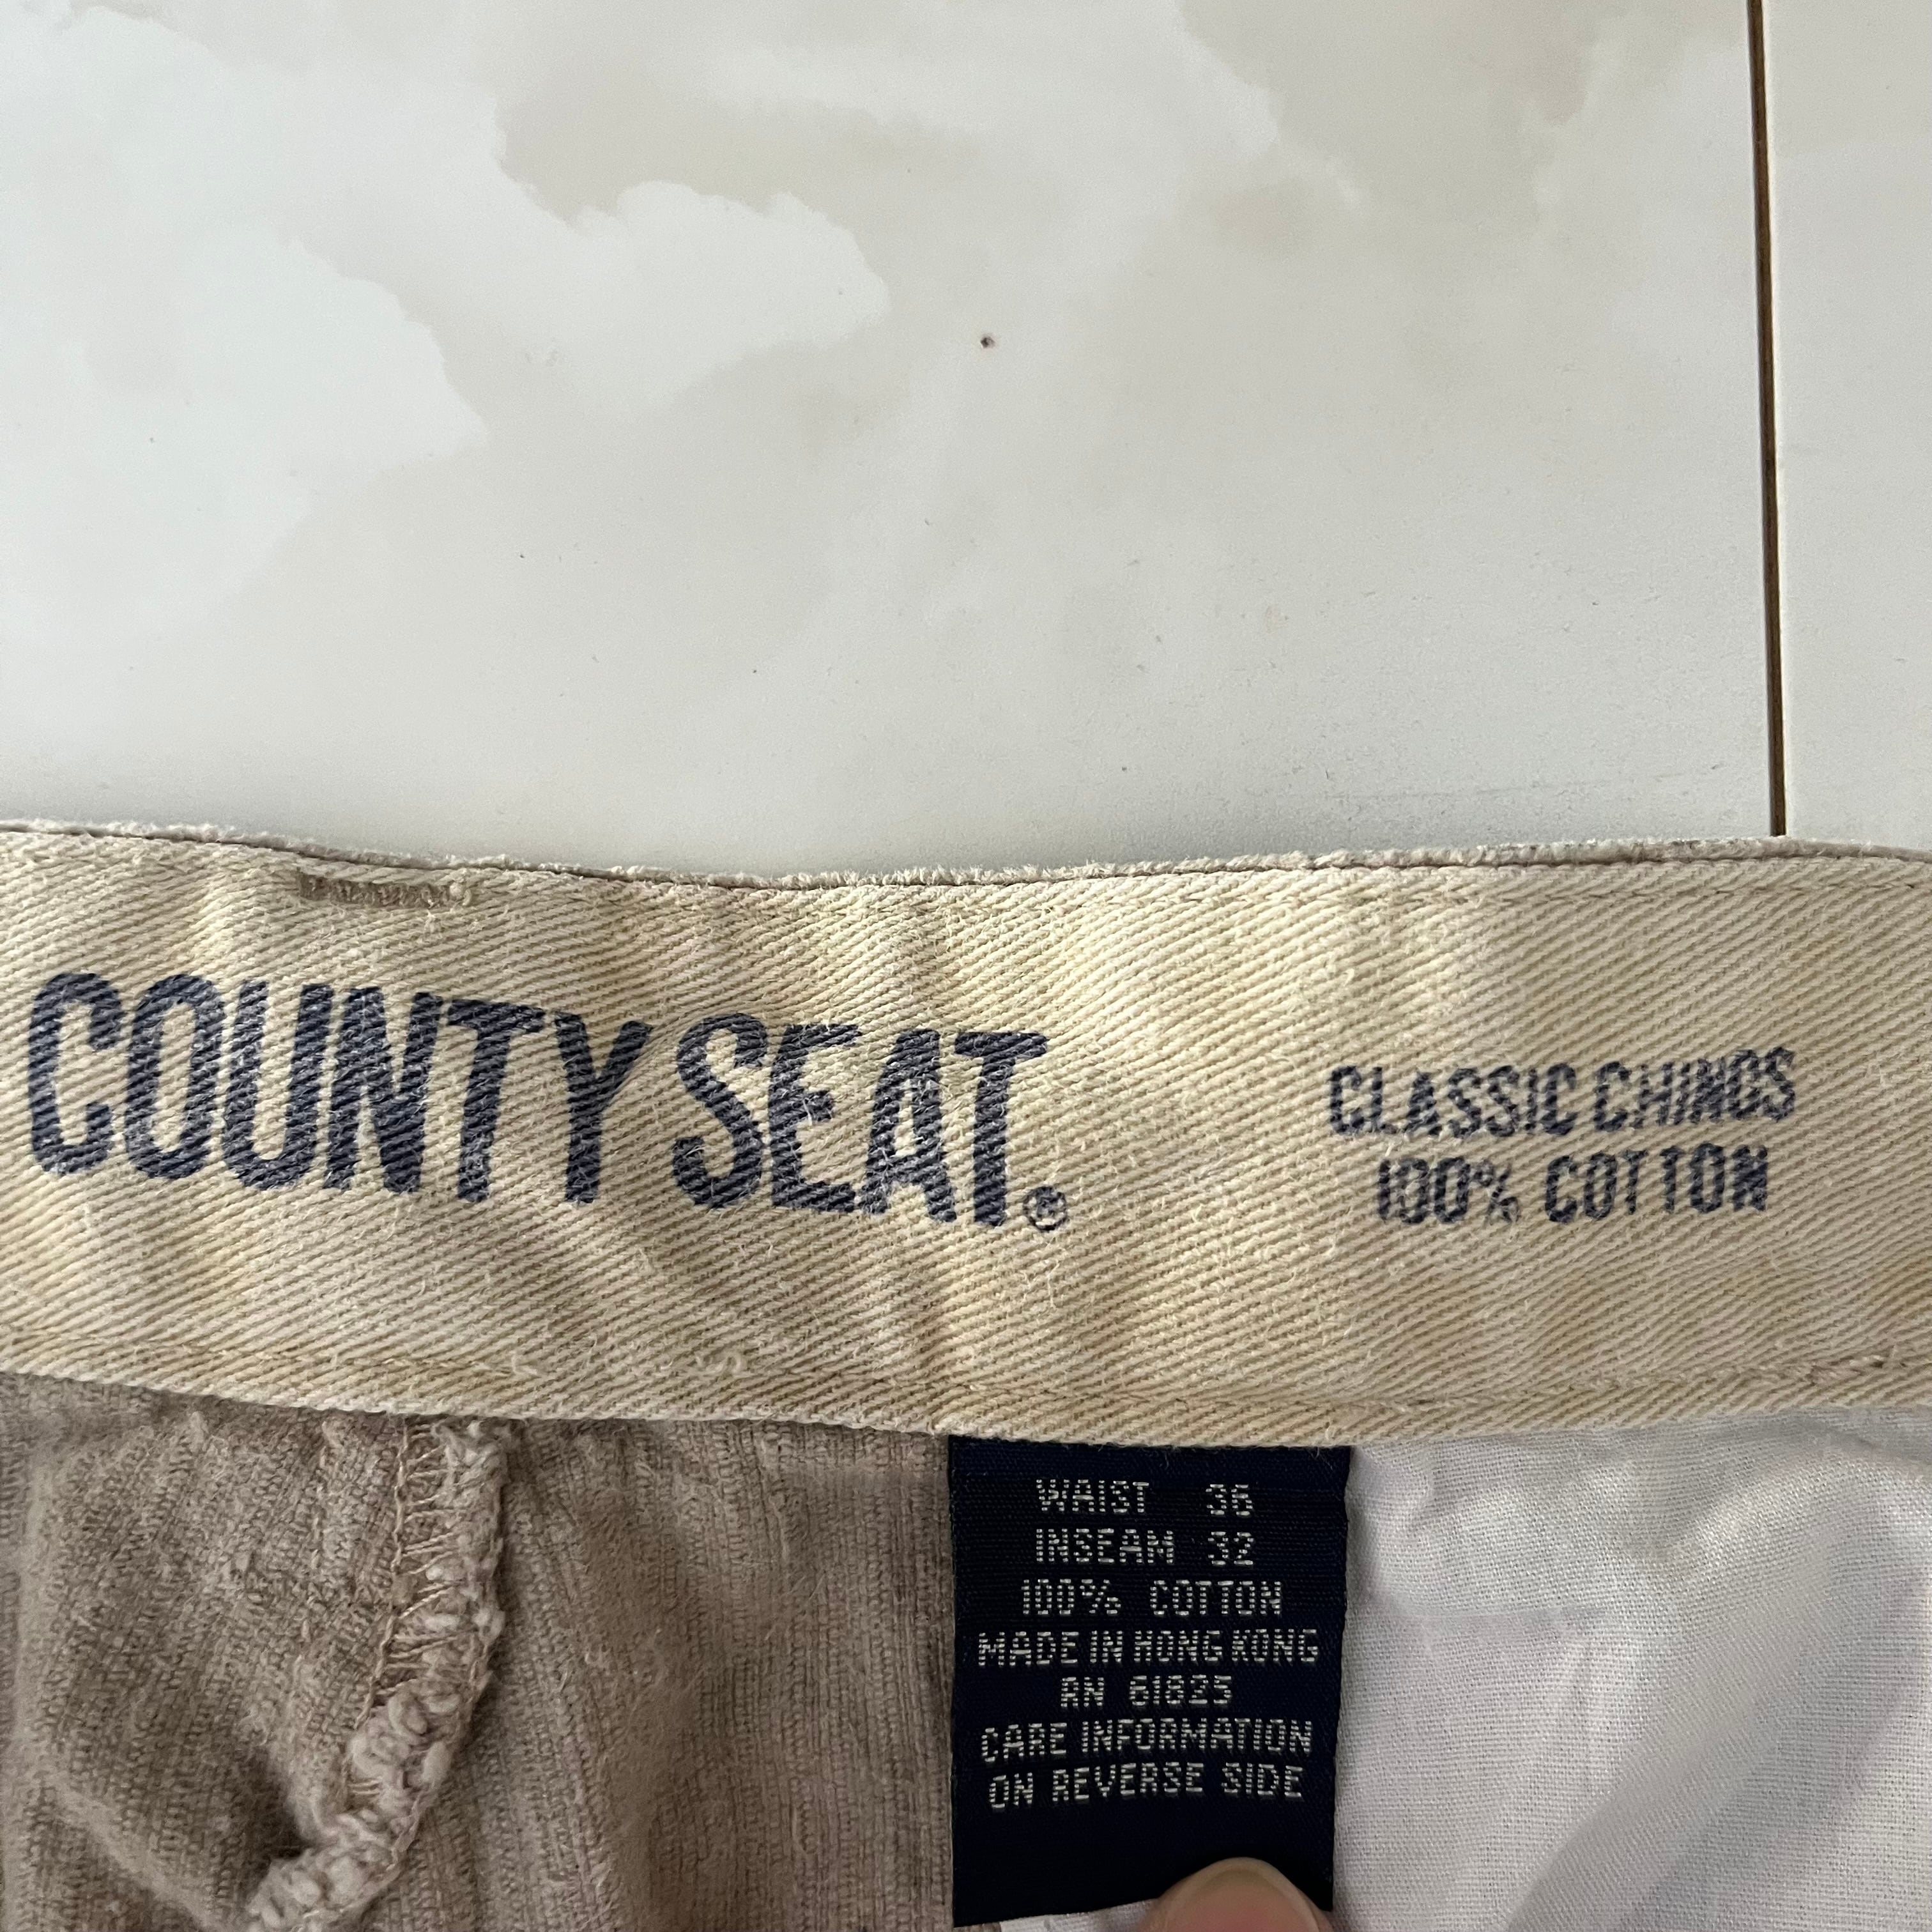 COUNTY SEAT®
CLASSIC CHINOS
100% COTTON
WAIST 36
INSEAM 32
100% COTTON
MADE IN HONG KONG
RN 61825
CARE INFORMATION
ON REVERSE SIDE